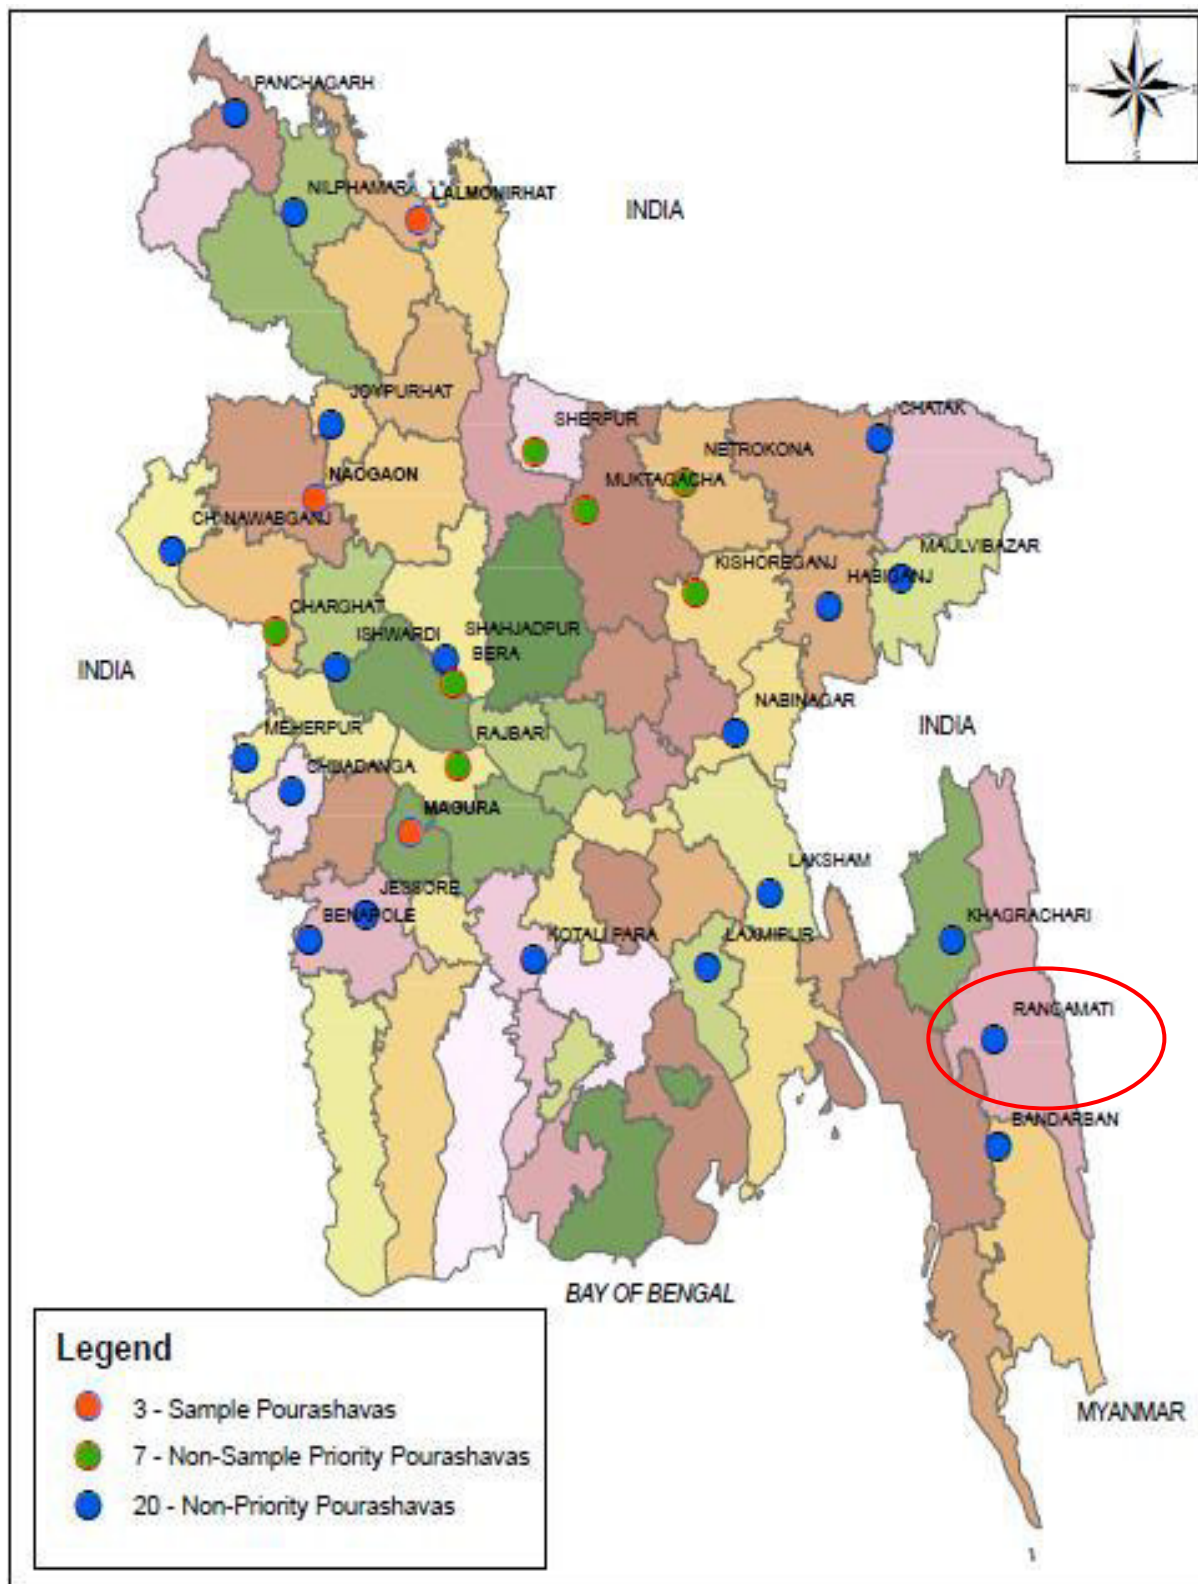 PANCHAGARH
NILPHAMARI
LALMONIRHAT
INDIA
JOYPURHAT
SHERPUR
CHATAK
NETROKONA
NAOGAON
MUKTAGACHA
CH NAWABGANJ
MAULVIBAZAR
KISHOREGANJ
HABIGANJ
CHARGHAT
ISHWARDI
SHAHJADPUR
BERA
INDIA
NABINAGAR
MEHERPUR
RAJBARI
INDIA
CHUADANGA
MAGURA
LAKSHAM
JESSORE
BENAPOLE
KHAGRACHARI
KOTALI PARA
LAXMIPUR
RANGAMATI
BANDARBAN
BAY OF BENGAL
Legend
3 - Sample Pourashavas
7 - Non-Sample Priority Pourashavas
20 - Non-Priority Pourashavas
MYANMAR
1